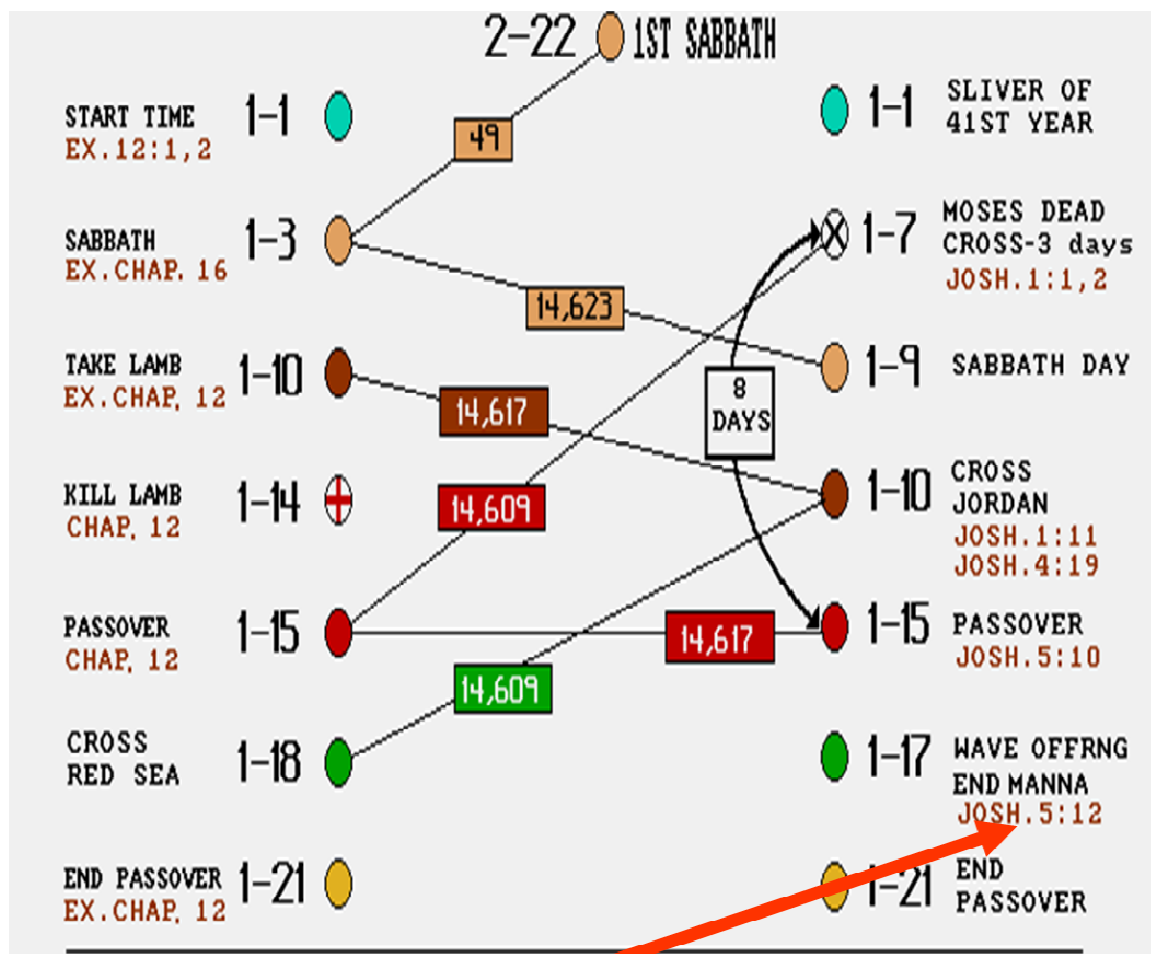 2-22 1ST SABBATH
START TIME 1-1
EX.12:1,2
1-1 SLIVER OF
41ST YEAR
49
SABBATH 1-3
EX.CHAP. 16
1-7 MOSES DEAD
CROSS-3 days
JOSH.1:1,2
14,623
TAKE LAMB 1-10
EX.CHAP, 12
1-9 SABBATH DAY
8
DAYS
14,617
KILL LAMB 1-14
CHAP, 12
14,609
1-10 CROSS
JORDAN
JOSH.1:11
JOSH.4:19
PASSOVER 1-15
CHAP, 12
14,617
1-15 PASSOVER
JOSH.5:10
14,609
CROSS
RED SEA 1-18
1-17 WAVE OFFRNG
END MANNA
JOSH.5:12
END PASSOVER 1-21
EX.CHAP, 12
1-21 END
PASSOVER